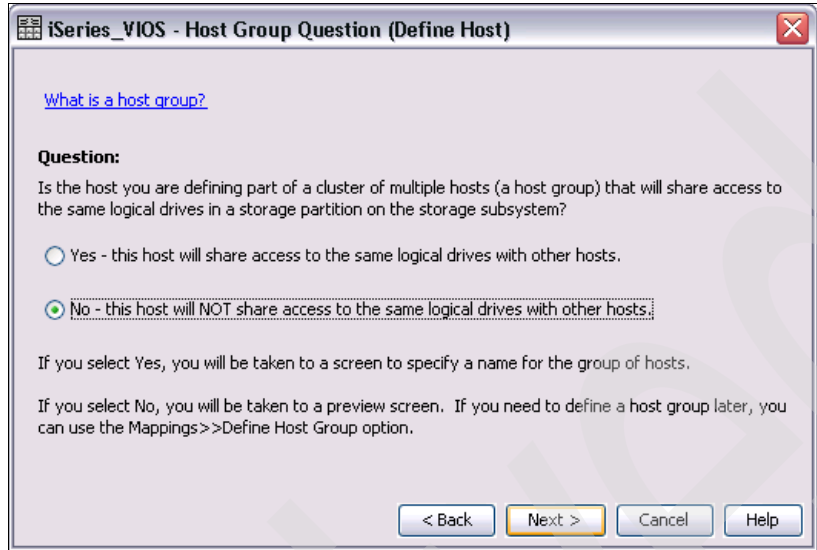 iSeries_VIOS - Host Group Question (Define Host)
What is a host group?
Question:
Is the host you are defining part of a cluster of multiple hosts (a host group) that will share access to
the same logical drives in a storage partition on the storage subsystem?
Yes - this host will share access to the same logical drives with other hosts.
No - this host will NOT share access to the same logical drives with other hosts.
If you select Yes, you will be taken to a screen to specify a name for the group of hosts.
If you select No, you will be taken to a preview screen.  If you need to define a host group later, you
can use the Mappings>>Define Host Group option.
< Back Next > Cancel Help